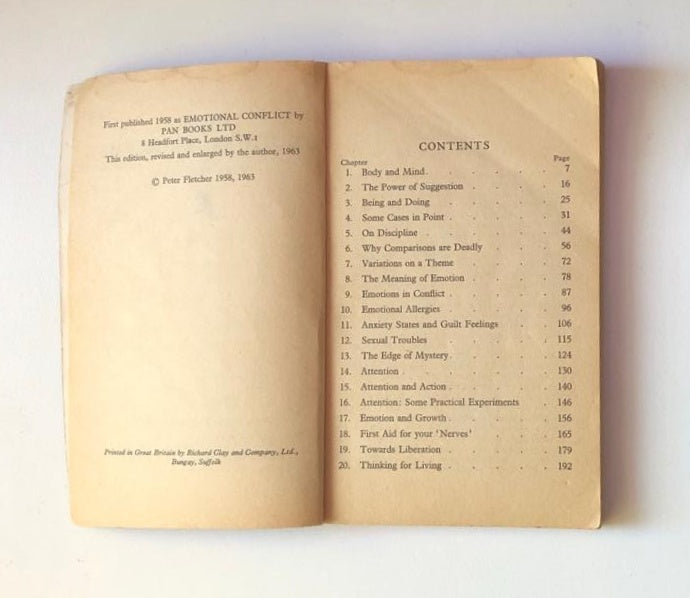 First published 1958 as EMOTIONAL CONFLICT by
PAN BOOKS LTD
8 Headfort Place, London S.W.1
This edition, revised and enlarged by the author, 1963
© Peter Fletcher 1958, 1963
Printed in Great Britain by Richard Clay and Company, Ltd.,
Bungay, Suffolk
CONTENTS
Chapter Page
1. Body and Mind . . . . . 7
2. The Power of Suggestion . . . . 16
3. Being and Doing . . . . . 25
4. Some Cases in Point . . . . . 31
5. On Discipline . . . . . 44
6. Why Comparisons are Deadly . . . 56
7. Variations on a Theme . . . . 72
8. The Meaning of Emotion . . . . 78
9. Emotions in Conflict . . . . . 87
10. Emotional Allergies . . . . 96
11. Anxiety States and Guilt Feelings . . . 106
12. Sexual Troubles . . . . . 115
13. The Edge of Mystery . . . . . 124
14. Attention . . . . . . 130
15. Attention and Action . . . . . 140
16. Attention: Some Practical Experiments . 146
17. Emotion and Growth . . . . . 156
18. First Aid for your 'Nerves' . . . . 165
19. Towards Liberation . . . . . 179
20. Thinking for Living . . . . . 192